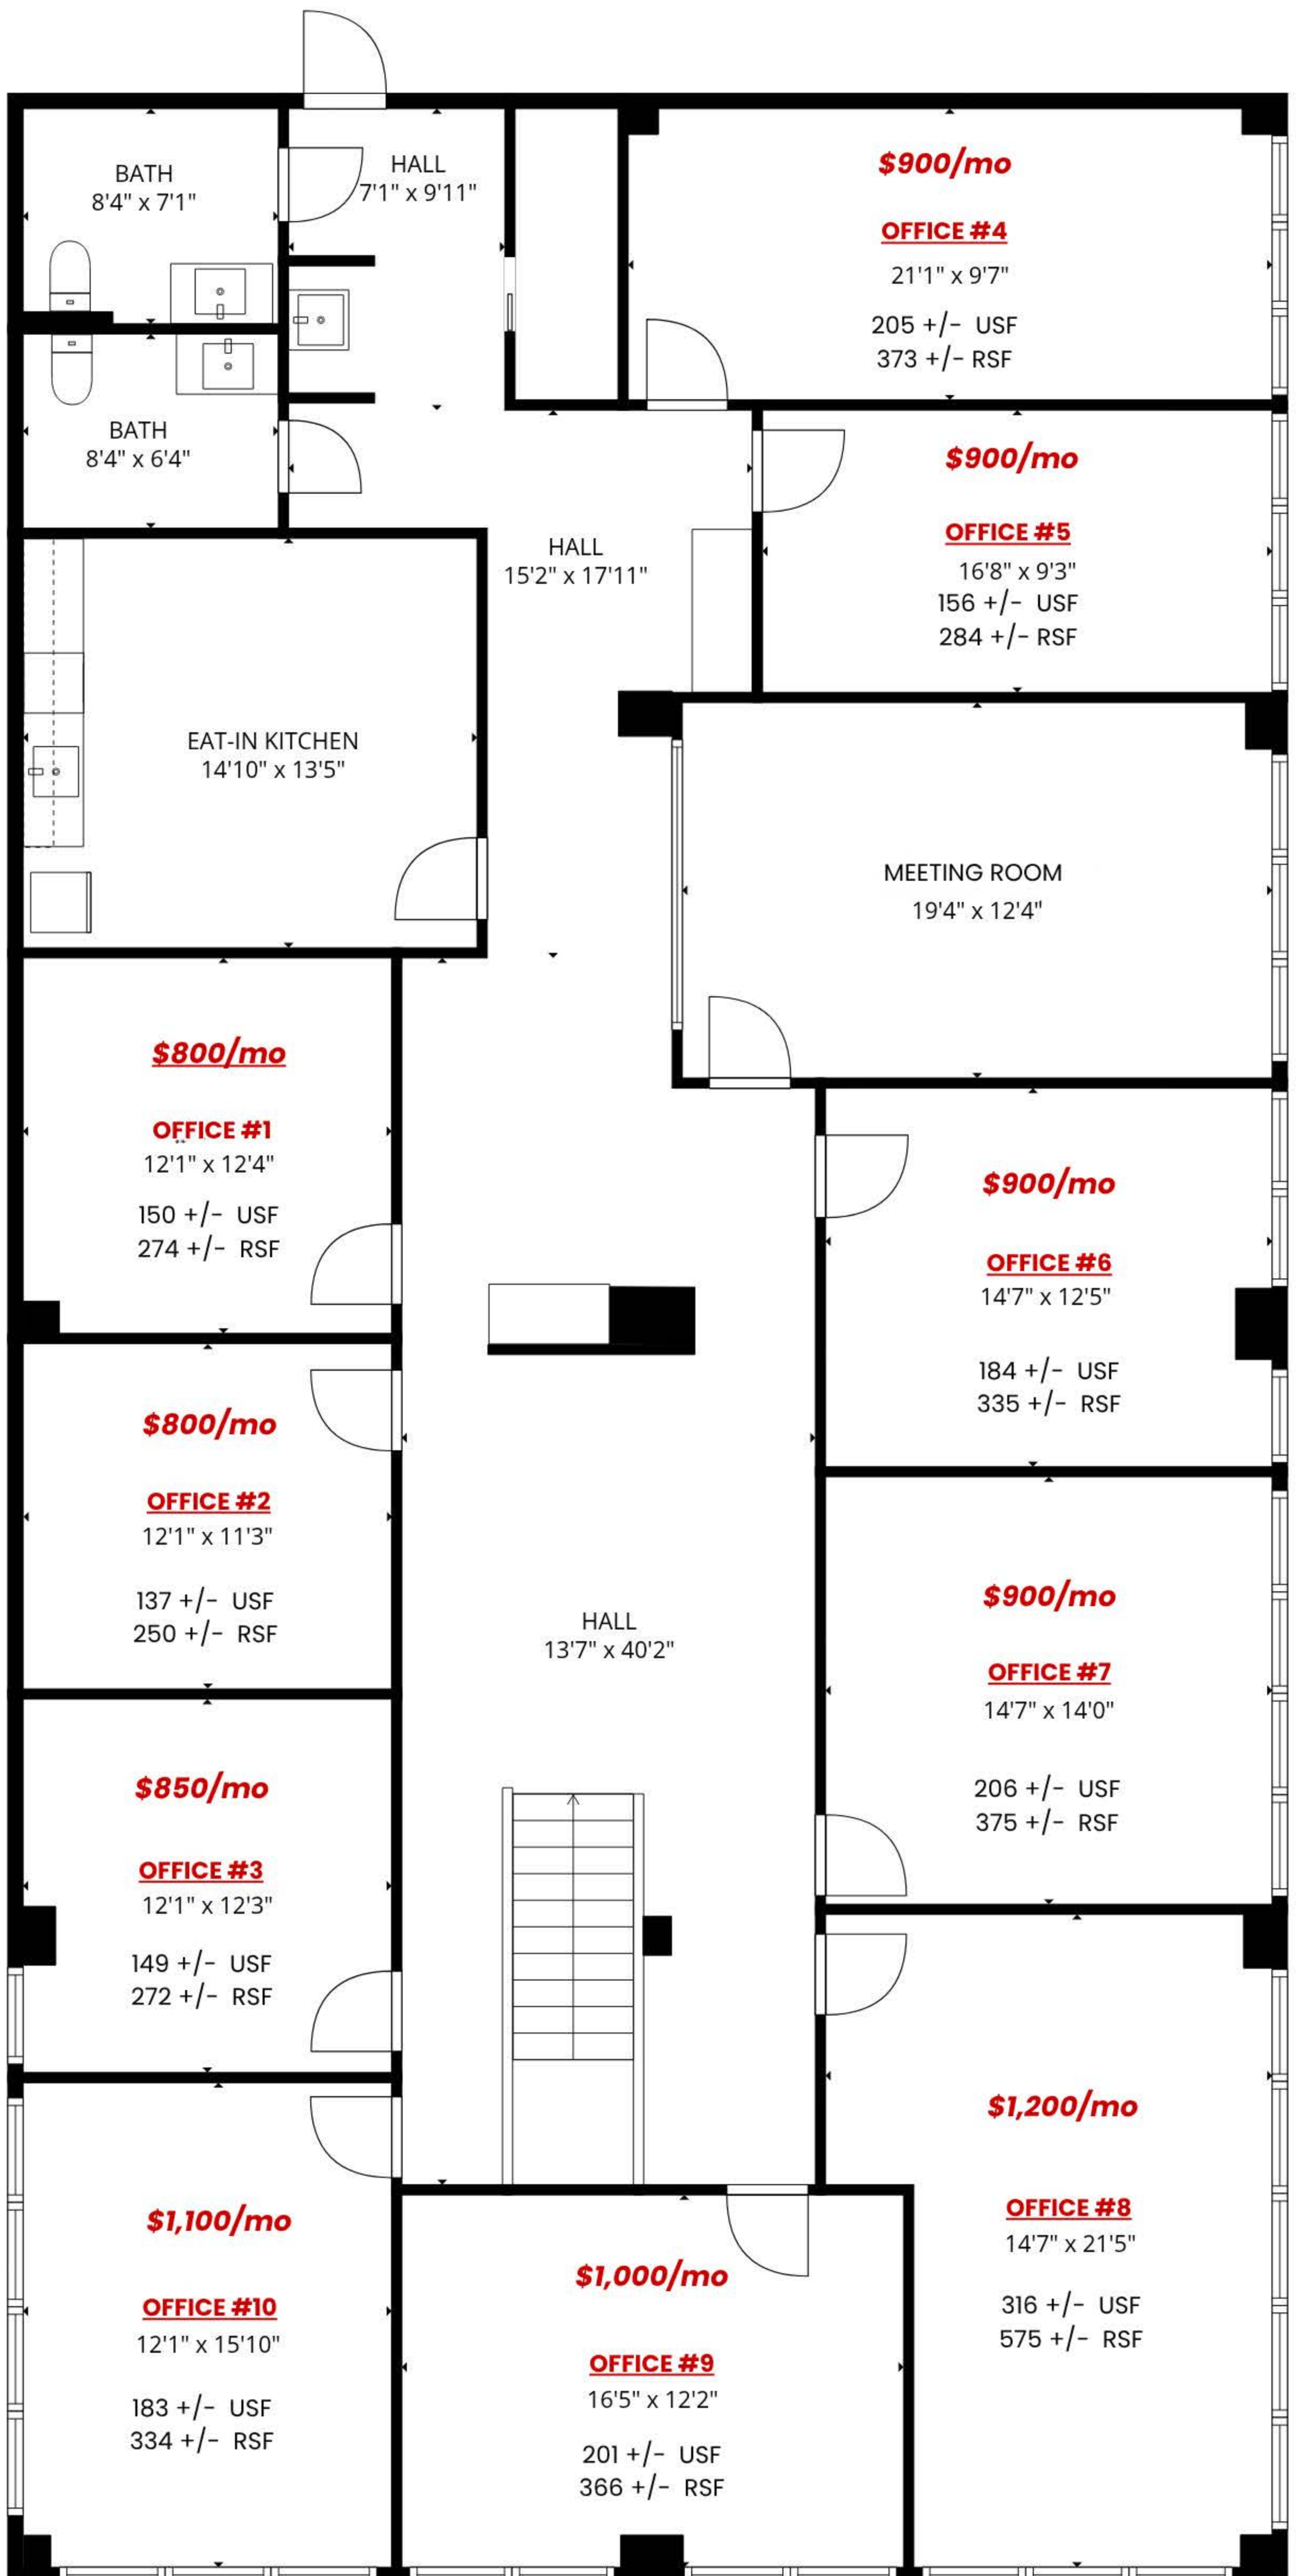 BATH
8'4" x 7'1"
HALL
7'1" x 9'11"
$900/mo
OFFICE #4
21'1" x 9'7"
205 +/- USF
373 +/- RSF
BATH
8'4" x 6'4"
$900/mo
OFFICE #5
16'8" x 9'3"
156 +/- USF
284 +/- RSF
HALL
15'2" x 17'11"
EAT-IN KITCHEN
14'10" x 13'5"
MEETING ROOM
19'4" x 12'4"
$800/mo
OFFICE #1
12'1" x 12'4"
150 +/- USF
274 +/- RSF
$900/mo
OFFICE #6
14'7" x 12'5"
184 +/- USF
335 +/- RSF
$800/mo
OFFICE #2
12'1" x 11'3"
137 +/- USF
250 +/- RSF
HALL
13'7" x 40'2"
$900/mo
OFFICE #7
14'7" x 14'0"
206 +/- USF
375 +/- RSF
$850/mo
OFFICE #3
12'1" x 12'3"
149 +/- USF
272 +/- RSF
$1,200/mo
OFFICE #8
14'7" x 21'5"
316 +/- USF
575 +/- RSF
$1,100/mo
OFFICE #10
12'1" x 15'10"
183 +/- USF
334 +/- RSF
$1,000/mo
OFFICE #9
16'5" x 12'2"
201 +/- USF
366 +/- RSF